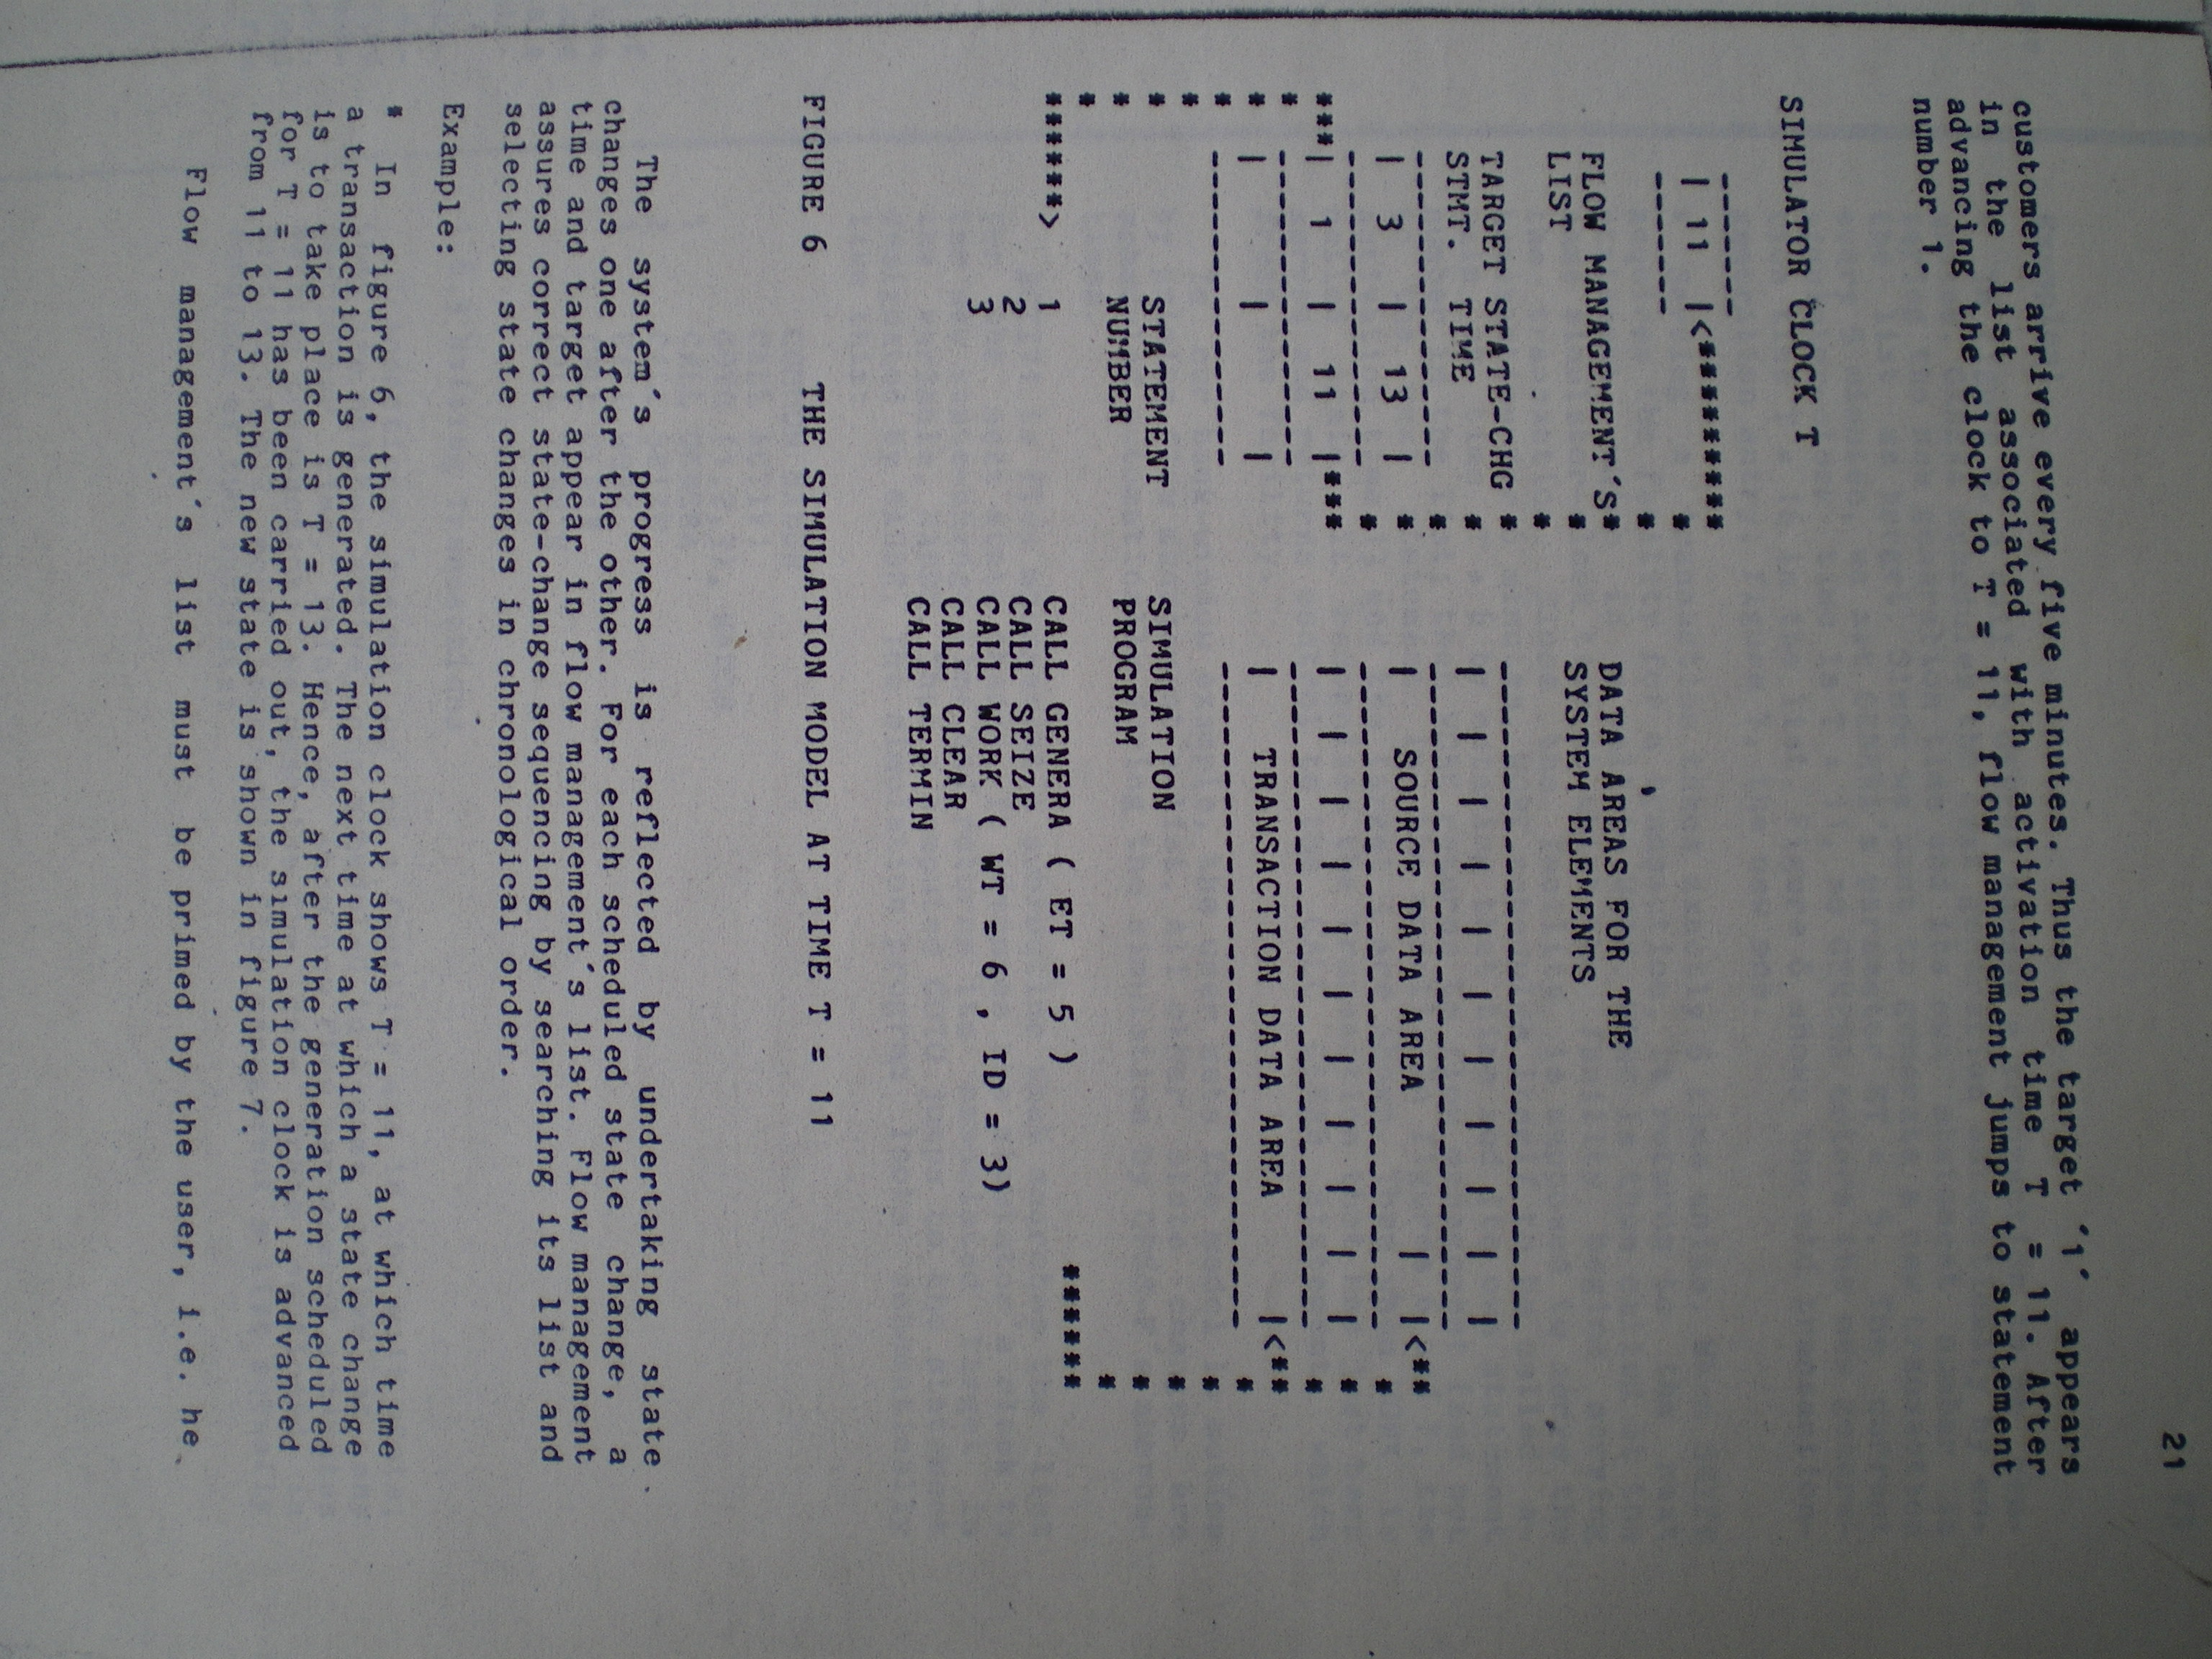 21
customers arrive every five minutes. Thus the target ´1´ appears
in the list associated with activation time T = 11. After
advancing the clock to T = 11, flow management jumps to statement
number 1.
SIMULATOR CLOCK T
-------
| 11 |<*********
------- *
*
FLOW MANAGEMENT´S* DATA AREAS FOR THE
LIST * SYSTEM ELEMENTS
*
TARGET STATE-CHG * ------------------------------------
STMT. TIME * | | | | | | | | | | |
--------------- * ------------------------------------
| 3 | 13 | * | SOURCE DATA AREA | |<**
--------------- * ------------------------------------ *
***| 1 | 11 |**** | | | | | | | | | | | *
* --------------- ------------------------------------ *
* | | | | TRANSACTION DATA AREA |<**
* --------------- ------------------------------------ *
* *
* STATEMENT SIMULATION *
* NUMBER PROGRAM *
* *
*******> 1 CALL GENERA ( ET = 5 ) *******
2 CALL SEIZE
3 CALL WORK ( WT = 6 , ID = 3)
CALL CLEAR
CALL TERMIN
FIGURE 6 THE SIMULATION MODEL AT TIME T = 11
The system´s progress is reflected by undertaking state
changes one after the other. For each scheduled state change, a
time and target appear in flow management´s list. Flow management
assures correct state-change sequencing by searching its list and
selecting state changes in chronological order.
Example:
* In figure 6, the simulation clock shows T = 11, at which time
a transaction is generated. The next time at which a state change
is to take place is T = 13. Hence, after the generation scheduled
for T = 11 has been carried out, the simulation clock is advanced
from 11 to 13. The new state is shown in figure 7.
Flow management´s list must be primed by the user, i.e. he